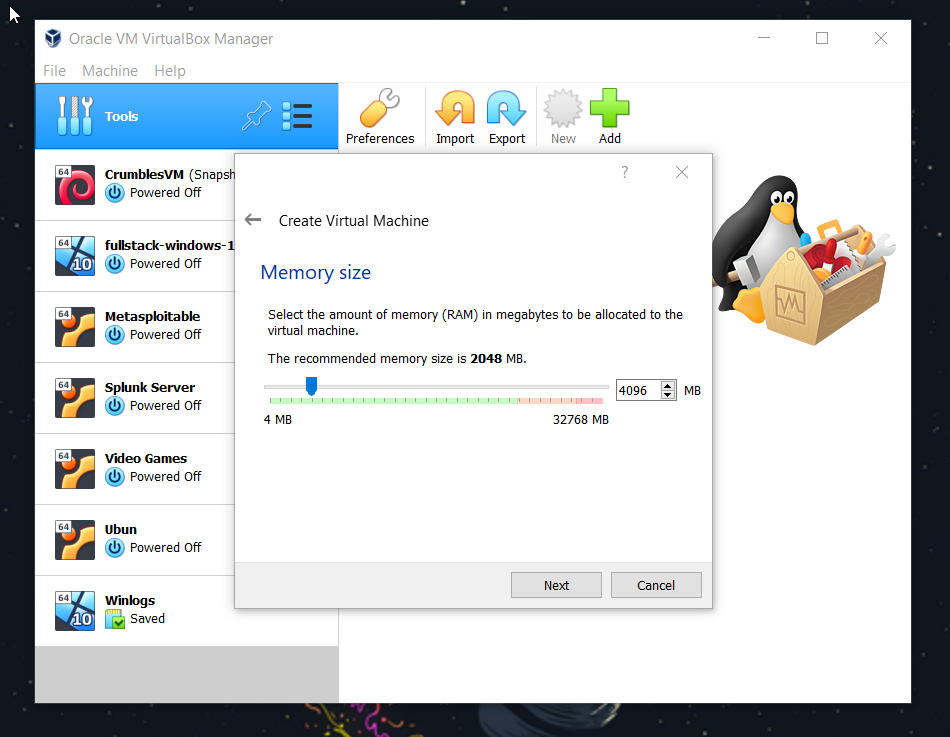 Oracle VM VirtualBox Manager
File Machine Help
Tools
Preferences
Import
Export
New
Add
64
CrumblesVM (Snapsh
Powered Off
64
10
fullstack-windows-1
Powered Off
64
Metasploitable
Powered Off
64
Splunk Server
Powered Off
64
Video Games
Powered Off
64
Ubun
Powered Off
64
10
Winlogs
Saved
?
Create Virtual Machine
Memory size
Select the amount of memory (RAM) in megabytes to be allocated to the
virtual machine.
The recommended memory size is 2048 MB.
4096 MB
4 MB 32768 MB
Next Cancel